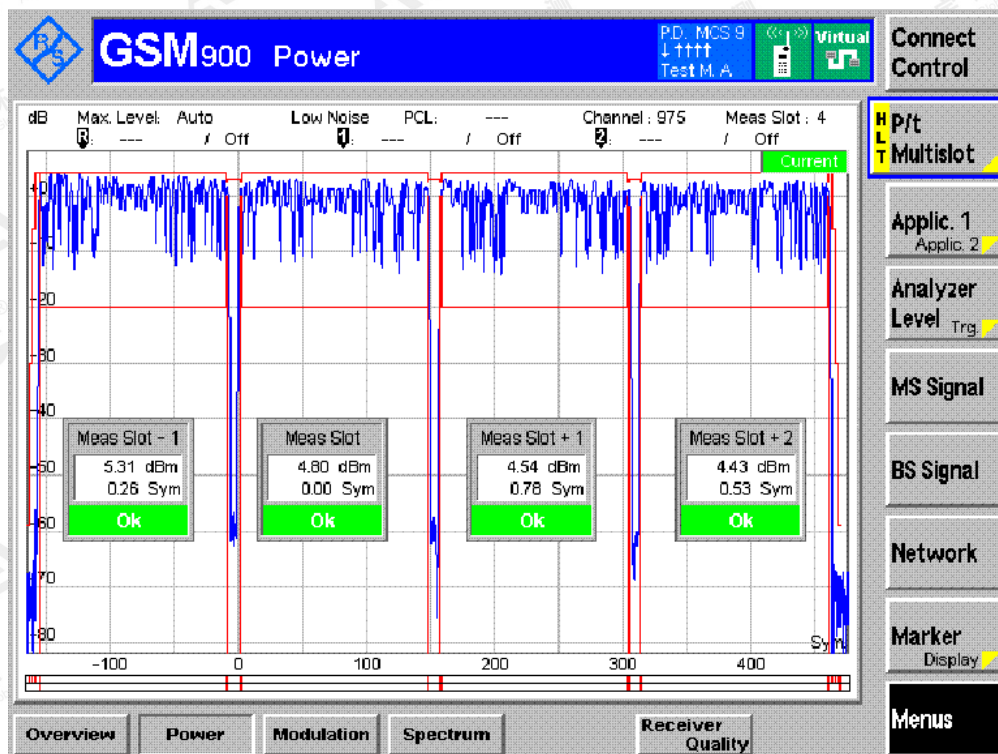 R S
GSM900 Power
P.D. MCS 9
↓ ↑↑↑↑
Test M. A
Virtual
Connect
Control
dB Max. Level: Auto Low Noise PCL: --- Channel : 975 Meas Slot : 4
R: --- / Off 1: --- / Off 2: --- / Off
H L T
P/t
Multislot
Current
+0
-10
-20
-30
-40
-50
-60
-70
-80
Applic. 1
Applic. 2
Analyzer
Level Trg.
MS Signal
BS Signal
Network
Marker
Display
Menus
Meas Slot - 1
5.31 dBm
0.26 Sym
Ok
Meas Slot
4.80 dBm
0.00 Sym
Ok
Meas Slot + 1
4.54 dBm
0.78 Sym
Ok
Meas Slot + 2
4.43 dBm
0.53 Sym
Ok
Sym.
-100 0 100 200 300 400
Overview Power Modulation Spectrum Receiver
Quality